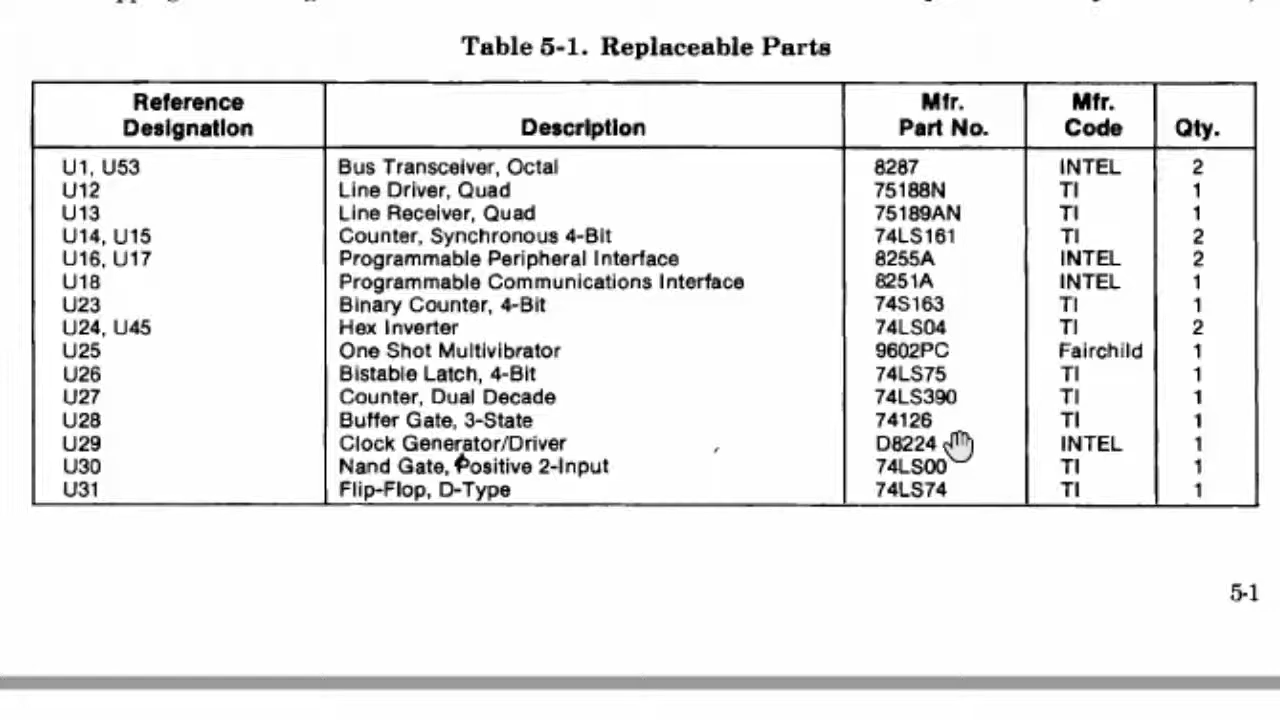 Table 5-1. Replaceable Parts
Reference Designation Description Mfr. Part No. Mfr. Code Qty.
U1, U53 Bus Transceiver, Octal 8287 INTEL 2
U12 Line Driver, Quad 75188N TI 1
U13 Line Receiver, Quad 75189AN TI 1
U14, U15 Counter, Synchronous 4-Bit 74LS161 TI 2
U16, U17 Programmable Peripheral Interface 8255A INTEL 2
U18 Programmable Communications Interface 8251A INTEL 1
U23 Binary Counter, 4-Bit 74S163 TI 1
U24, U45 Hex Inverter 74LS04 TI 2
U25 One Shot Multivibrator 9602PC Fairchild 1
U26 Bistable Latch, 4-Bit 74LS75 TI 1
U27 Counter, Dual Decade 74LS390 TI 1
U28 Buffer Gate, 3-State 74126 TI 1
U29 Clock Generator/Driver D8224 INTEL 1
U30 Nand Gate, Positive 2-Input 74LS00 TI 1
U31 Flip-Flop, D-Type 74LS74 TI 1
5-1